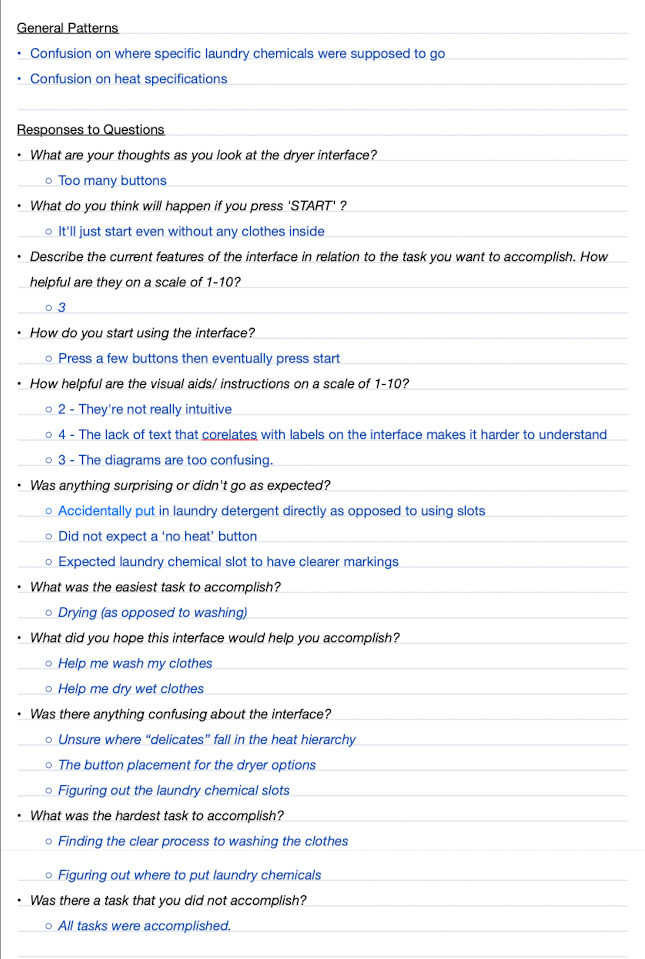 General Patterns
• Confusion on where specific laundry chemicals were supposed to go
• Confusion on heat specifications
Responses to Questions
• What are your thoughts as you look at the dryer interface?
○ Too many buttons
• What do you think will happen if you press 'START' ?
○ It'll just start even without any clothes inside
• Describe the current features of the interface in relation to the task you want to accomplish. How
helpful are they on a scale of 1-10?
○ 3
• How do you start using the interface?
○ Press a few buttons then eventually press start
• How helpful are the visual aids/ instructions on a scale of 1-10?
○ 2 - They're not really intuitive
○ 4 - The lack of text that corelates with labels on the interface makes it harder to understand
○ 3 - The diagrams are too confusing.
• Was anything surprising or didn't go as expected?
○ Accidentally put in laundry detergent directly as opposed to using slots
○ Did not expect a ‘no heat’ button
○ Expected laundry chemical slot to have clearer markings
• What was the easiest task to accomplish?
○ Drying (as opposed to washing)
• What did you hope this interface would help you accomplish?
○ Help me wash my clothes
○ Help me dry wet clothes
• Was there anything confusing about the interface?
○ Unsure where “delicates” fall in the heat hierarchy
○ The button placement for the dryer options
○ Figuring out the laundry chemical slots
• What was the hardest task to accomplish?
○ Finding the clear process to washing the clothes
○ Figuring out where to put laundry chemicals
• Was there a task that you did not accomplish?
○ All tasks were accomplished.